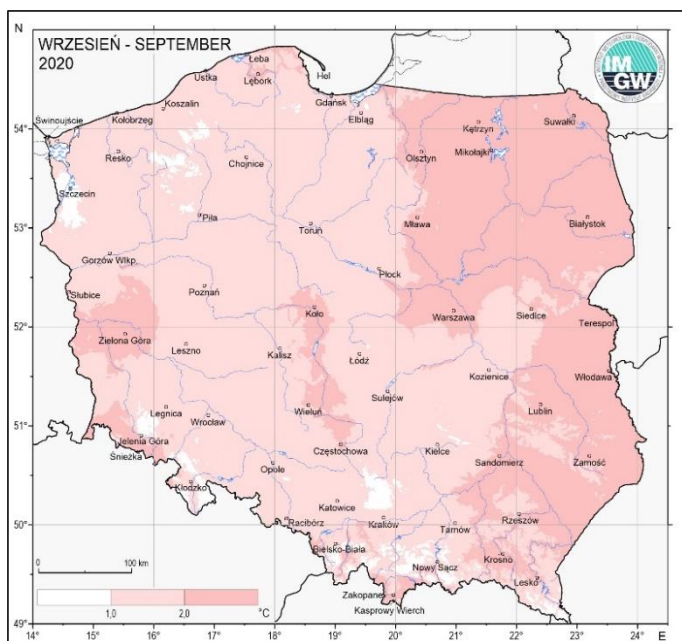 N
WRZESIEŃ - SEPTEMBER
2020
IMGW
Łeba
Ustka
Lębork
Hel
Koszalin
Gdańsk
Świnoujście
Kołobrzeg
Elbląg
Kętrzyn
Suwałki
54°
Resko
Chojnice
Olsztyn
Mikołajki
Szczecin
Piła
Toruń
Mława
Białystok
53°
Gorzów Wlkp.
Płock
Słubice
Poznań
Koło
Warszawa
Siedlce
Terespol
52°
Zielona Góra
Leszno
Kalisz
Łódź
Kozienice
Włodawa
Sulejów
Legnica
Wrocław
Wieluń
Lublin
51°
Jelenia Góra
Śnieżka
Częstochowa
Kielce
Sandomierz
Zamość
Opole
Kłodzko
Katowice
50°
Racibórz
Kraków
Tarnów
Rzeszów
0 100 km
Bielsko-Biała
Nowy Sącz
Krosno
Lesko
Zakopane
Kasprowy Wierch
1,0 2,0 °C
49°
14° 15° 16° 17° 18° 19° 20° 21° 22° 23° 24° E